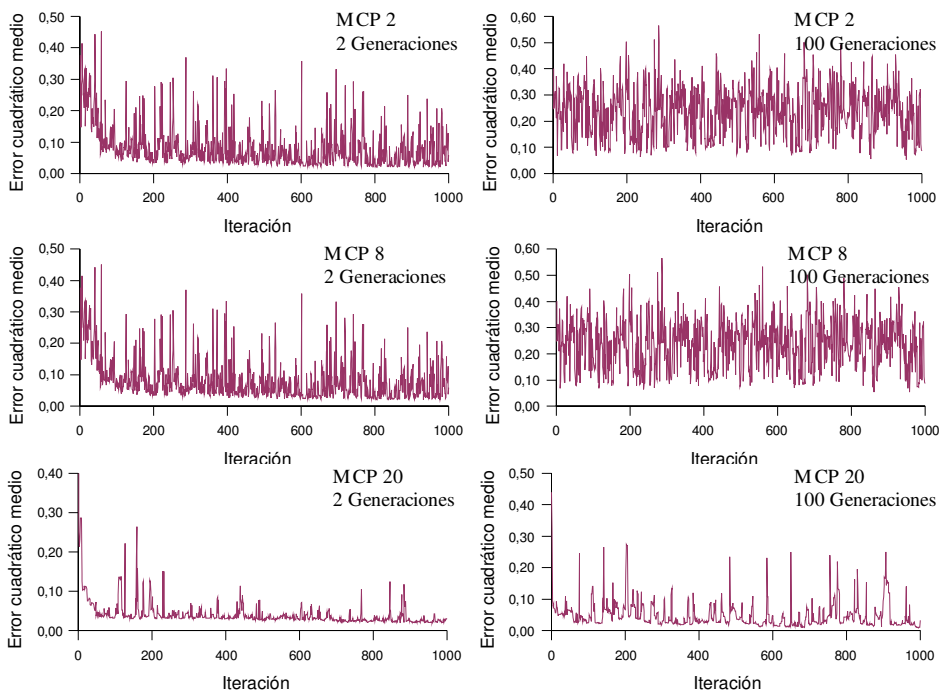 MCP 2
2 Generaciones
Error cuadrático medio
0,50
0,40
0,30
0,20
0,10
0,00
0 200 400 600 800 1000
Iteración
MCP 2
100 Generaciones
Error cuadrático medio
0,60
0,50
0,40
0,30
0,20
0,10
0,00
0 200 400 600 800 1000
Iteración
MCP 8
2 Generaciones
Error cuadrático medio
0,50
0,40
0,30
0,20
0,10
0,00
0 200 400 600 800 1000
Iteración
MCP 8
100 Generaciones
Error cuadrático medio
0,60
0,50
0,40
0,30
0,20
0,10
0,00
0 200 400 600 800 1000
Iteración
MCP 20
2 Generaciones
Error cuadrático medio
0,40
0,30
0,20
0,10
0,00
0 200 400 600 800 1000
Iteración
MCP 20
100 Generaciones
Error cuadrático medio
0,50
0,40
0,30
0,20
0,10
0,00
0 200 400 600 800 1000
Iteración